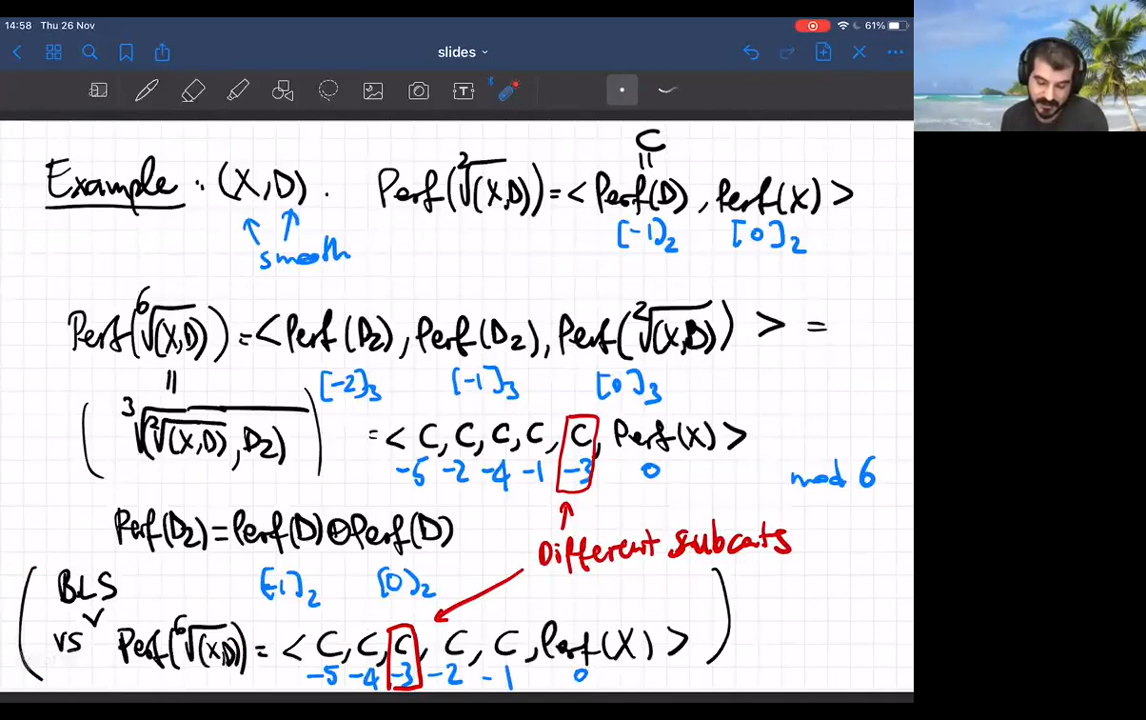 14:58 Thu 26 Nov 61%
slides
C
=
Example : (X,D). Perf(²√(X,D)) = < Perf(D), Perf(X) >
[-1]₂ [0]₂
smooth
Perf(⁶√(X,D)) = < Perf(D₂), Perf(D₂), Perf(²√(X,D)) > =
= [-2]₃ [-1]₃ [0]₃
(³√(²√(X,D), D₂)) = < C, C, C, C, C, Perf(X) >
-5 -2 -4 -1 -3 0 mod 6
Perf(D₂) = Perf(D) ⊕ Perf(D)
Different subcats
[-1]₂ [0]₂
( BLS
vs Perf(⁶√(X,D)) = < C, C, C, C, C, Perf(X) > )
-5 -4 -3 -2 -1 0